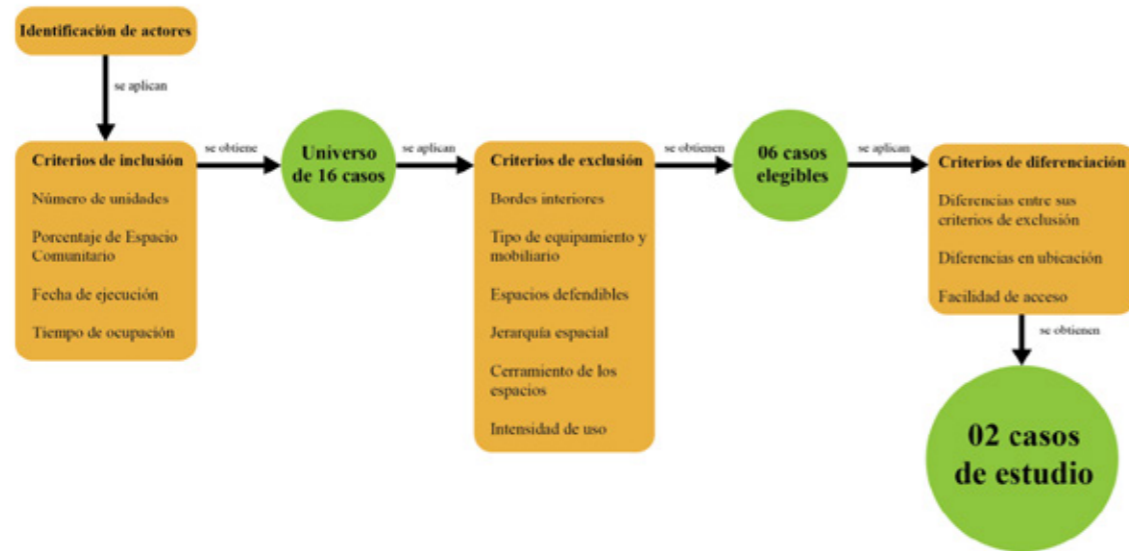 Identificación de actores
se aplican
Criterios de inclusión
Número de unidades
Porcentaje de Espacio
Comunitario
Fecha de ejecución
Tiempo de ocupación
se obtiene
Universo
de 16 casos
se aplican
Criterios de exclusión
Bordes interiores
Tipo de equipamiento y
mobiliario
Espacios defendibles
Jerarquía espacial
Cerramiento de los
espacios
Intensidad de uso
se obtienen
06 casos
elegibles
se aplican
Criterios de diferenciación
Diferencias entre sus
criterios de exclusión
Diferencias en ubicación
Facilidad de acceso
se obtienen
02 casos
de estudio